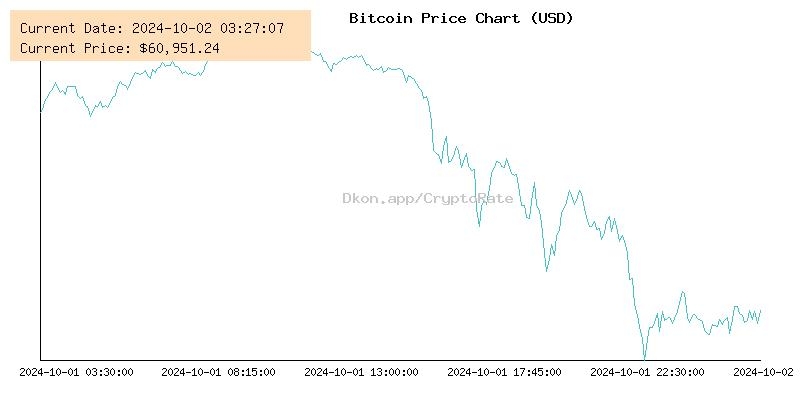 Bitcoin Price Chart (USD)
Current Date: 2024-10-02 03:27:07
Current Price: $60,951.24
Dkon.app/CryptoRate
2024-10-01 03:30:00 2024-10-01 08:15:00 2024-10-01 13:00:00 2024-10-01 17:45:00 2024-10-01 22:30:00 2024-10-02